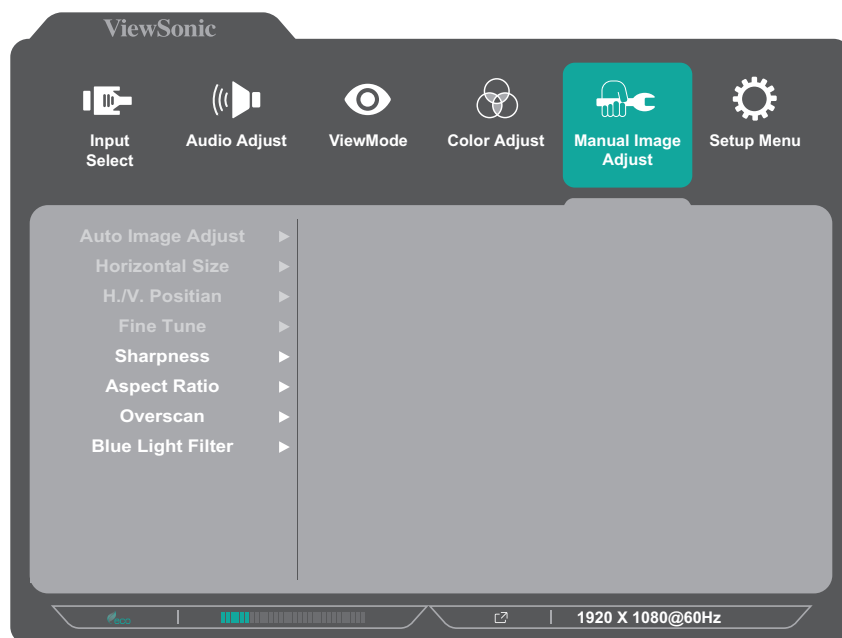 ViewSonic
Input
Select
Audio Adjust
ViewMode
Color Adjust
Manual Image
Adjust
Setup Menu
Auto Image Adjust
Horizontal Size
H./V. Positian
Fine Tune
Sharpness
Aspect Ratio
Overscan
Blue Light Filter
eco
1920 X 1080@60Hz